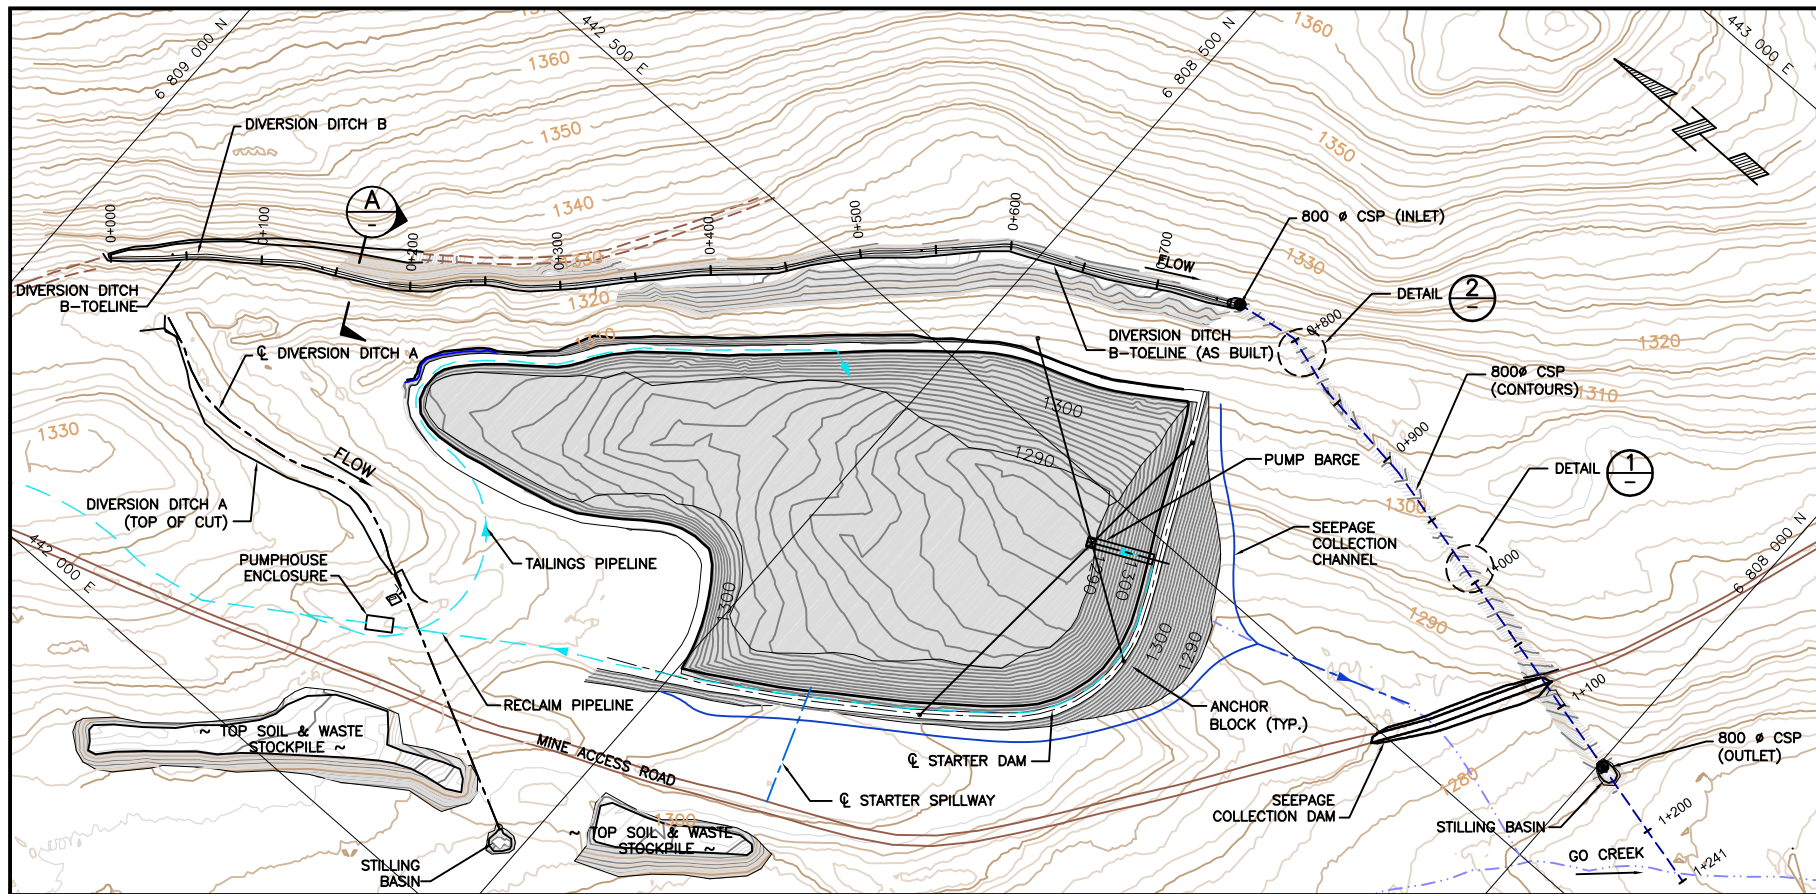 6 809 000 N
442 500 E
1360
6 808 500 N
1360
443 000 E
DIVERSION DITCH B
1350
1350
A
-
1340
0+000
0+100
0+200
0+300
0+400
0+500
0+600
0+700
FLOW
800 Ø CSP (INLET)
1330
1330
DETAIL
2
-
DIVERSION DITCH
B-TOELINE
1320
0+800
1320
1310
DIVERSION DITCH
B-TOELINE (AS BUILT)
℄ DIVERSION DITCH A
800Ø CSP
(CONTOURS)
1310
1300
1330
0+900
FLOW
1290
PUMP BARGE
DETAIL
1
-
DIVERSION DITCH A
(TOP OF CUT)
1300
SEEPAGE
COLLECTION
CHANNEL
6 808 000 N
442 000 E
PUMPHOUSE
ENCLOSURE
TAILINGS PIPELINE
1290
1300
1+000
1300
1290
1300
1290
RECLAIM PIPELINE
ANCHOR
BLOCK (TYP.)
1+100
~ TOP SOIL & WASTE
STOCKPILE ~
MINE ACCESS ROAD
℄ STARTER DAM
800 Ø CSP
(OUTLET)
1280
℄ STARTER SPILLWAY
SEEPAGE
COLLECTION DAM
1300
~ TOP SOIL & WASTE
STOCKPILE ~
STILLING BASIN
1+200
STILLING
BASIN
GO CREEK
1+241